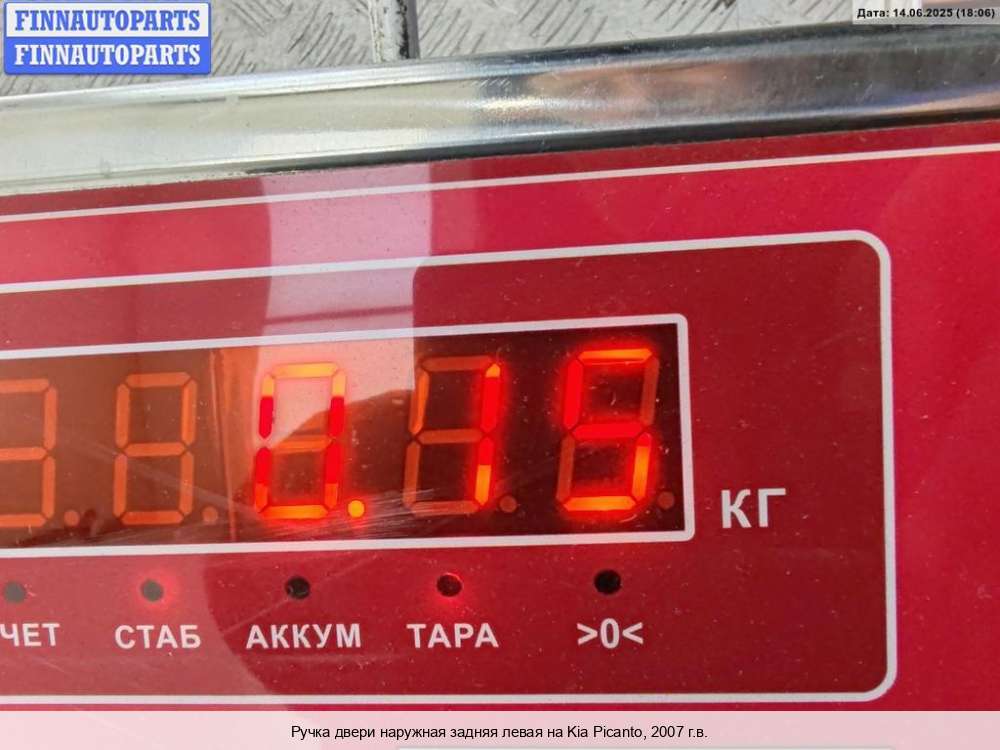 FINNAUTOPARTS
FINNAUTOPARTS
Дата: 14.06.2025 (18:06)
0.15
КГ
ЧЕТ СТАБ АККУМ ТАРА >0<
Ручка двери наружная задняя левая на Kia Picanto, 2007 г.в.